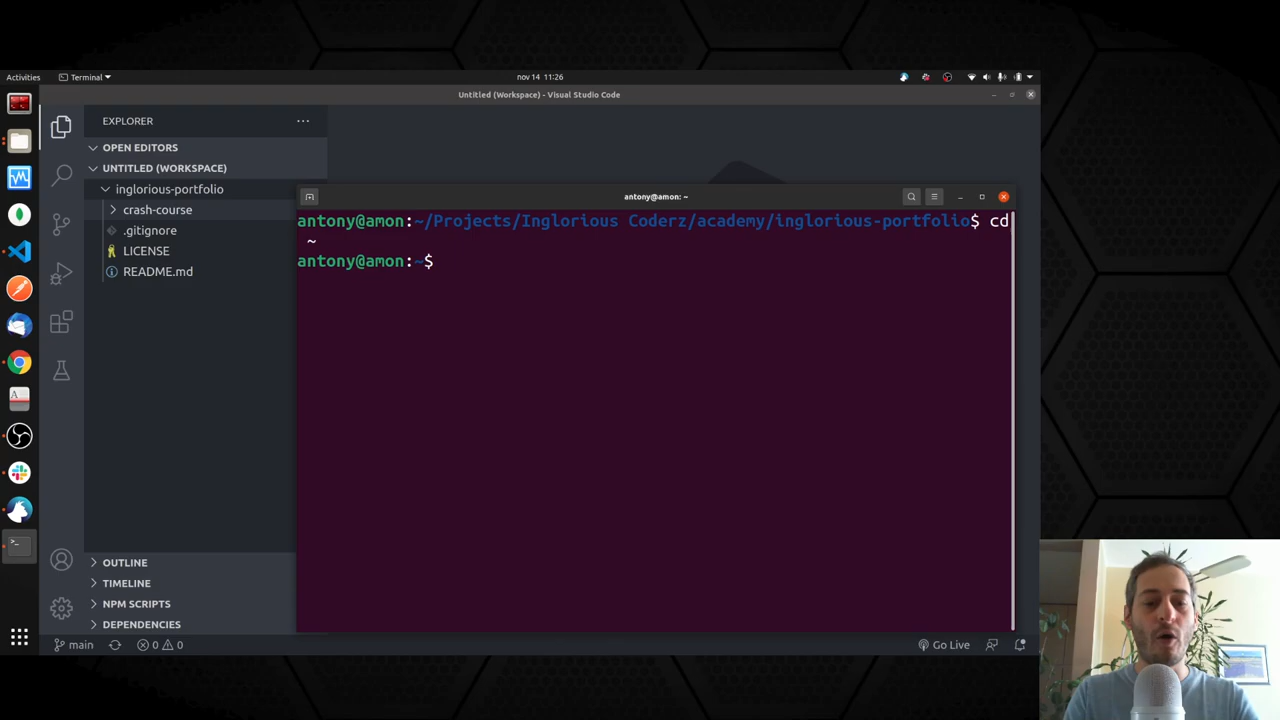 Activities
Terminal
nov 14 11:26
Untitled (Workspace) - Visual Studio Code
EXPLORER
OPEN EDITORS
UNTITLED (WORKSPACE)
inglorious-portfolio
crash-course
.gitignore
LICENSE
README.md
antony@amon: ~
antony@amon:~/Projects/Inglorious Coderz/academy/inglorious-portfolio$ cd
~
antony@amon:~$
OUTLINE
TIMELINE
NPM SCRIPTS
DEPENDENCIES
main
0
0
Go Live